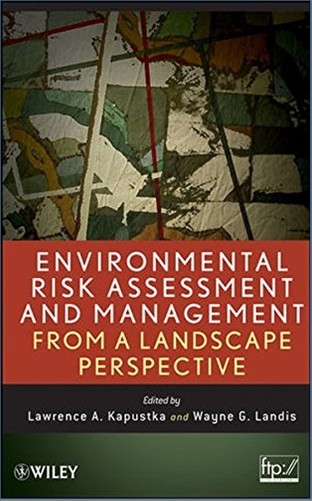 ENVIRONMENTAL
RISK ASSESSMENT
AND MANAGEMENT
FROM A LANDSCAPE
PERSPECTIVE
Edited by
Lawrence A. Kapustka and Wayne G. Landis
WILEY
ftp://